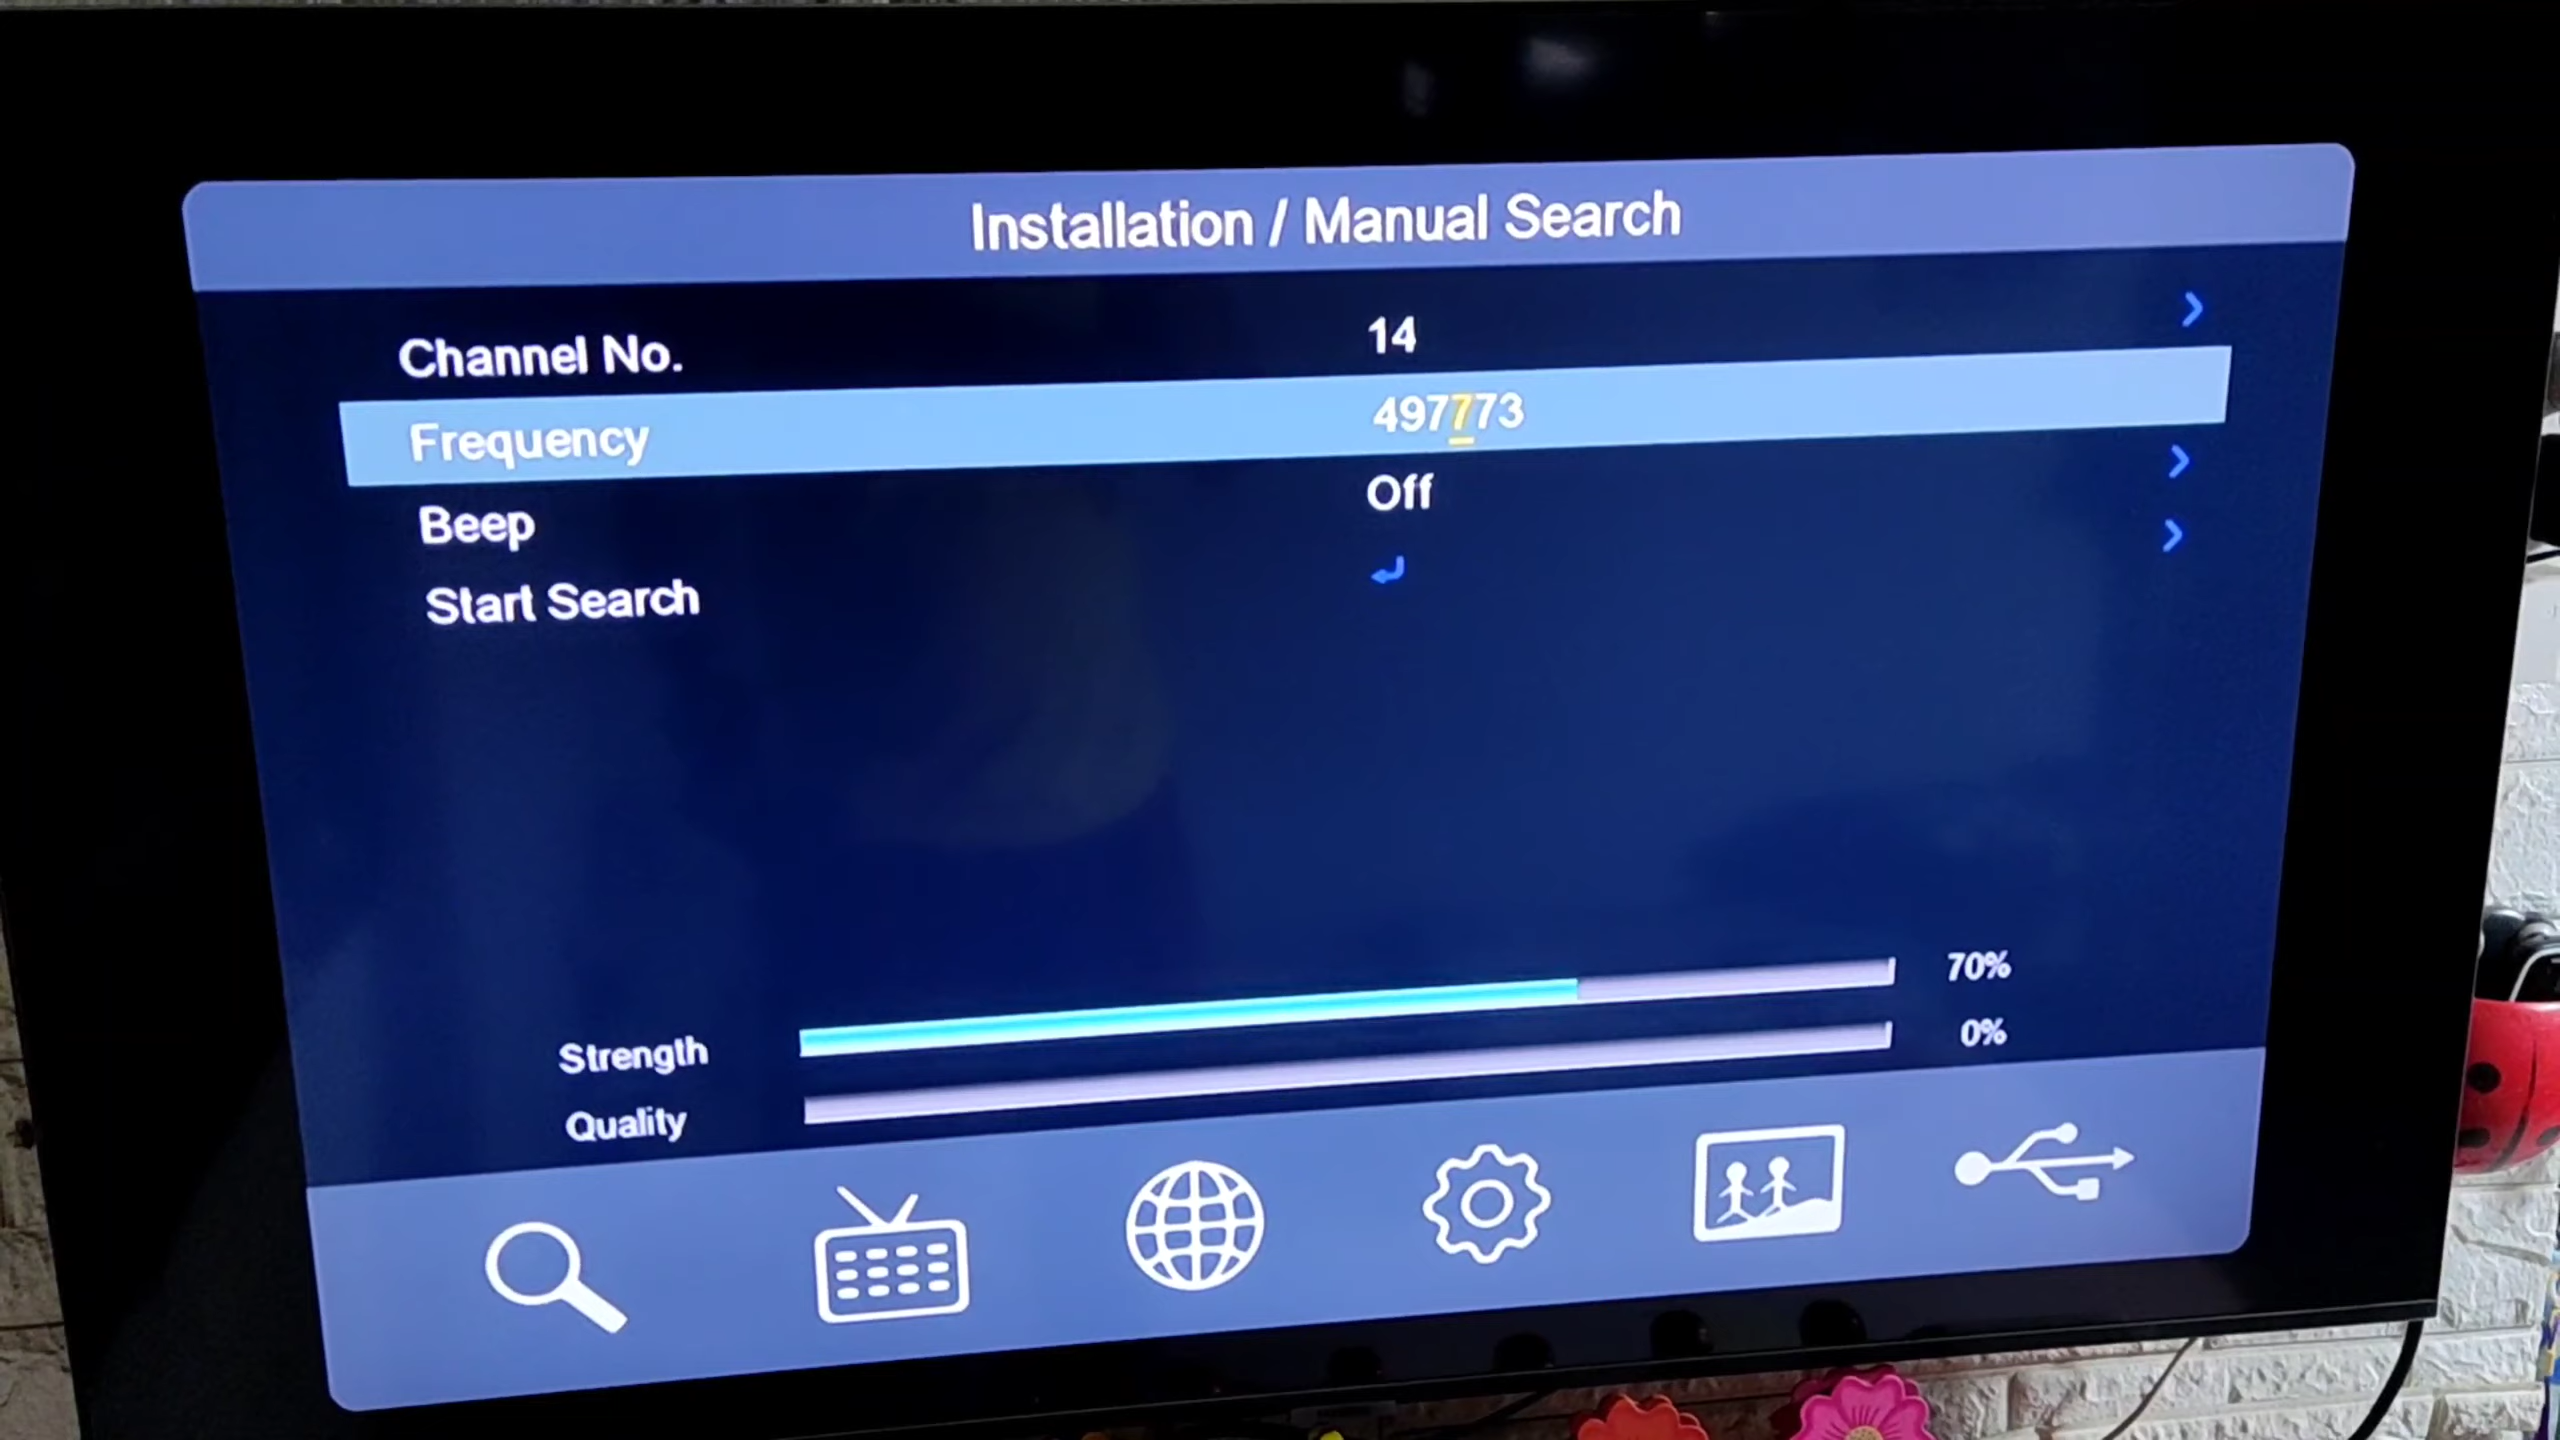 Installation / Manual Search
Channel No. 14
Frequency 497773
Beep Off
Start Search
Strength 70%
Quality 0%